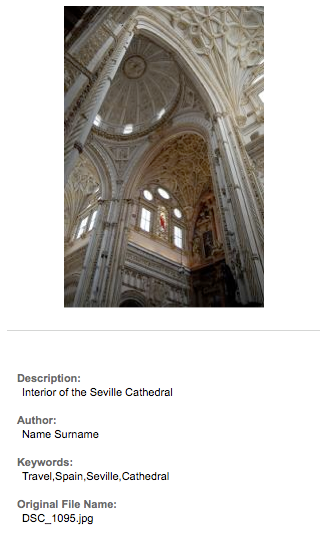 Description:
Interior of the Seville Cathedral
Author:
Name Surname
Keywords:
Travel,Spain,Seville,Cathedral
Original File Name:
DSC_1095.jpg